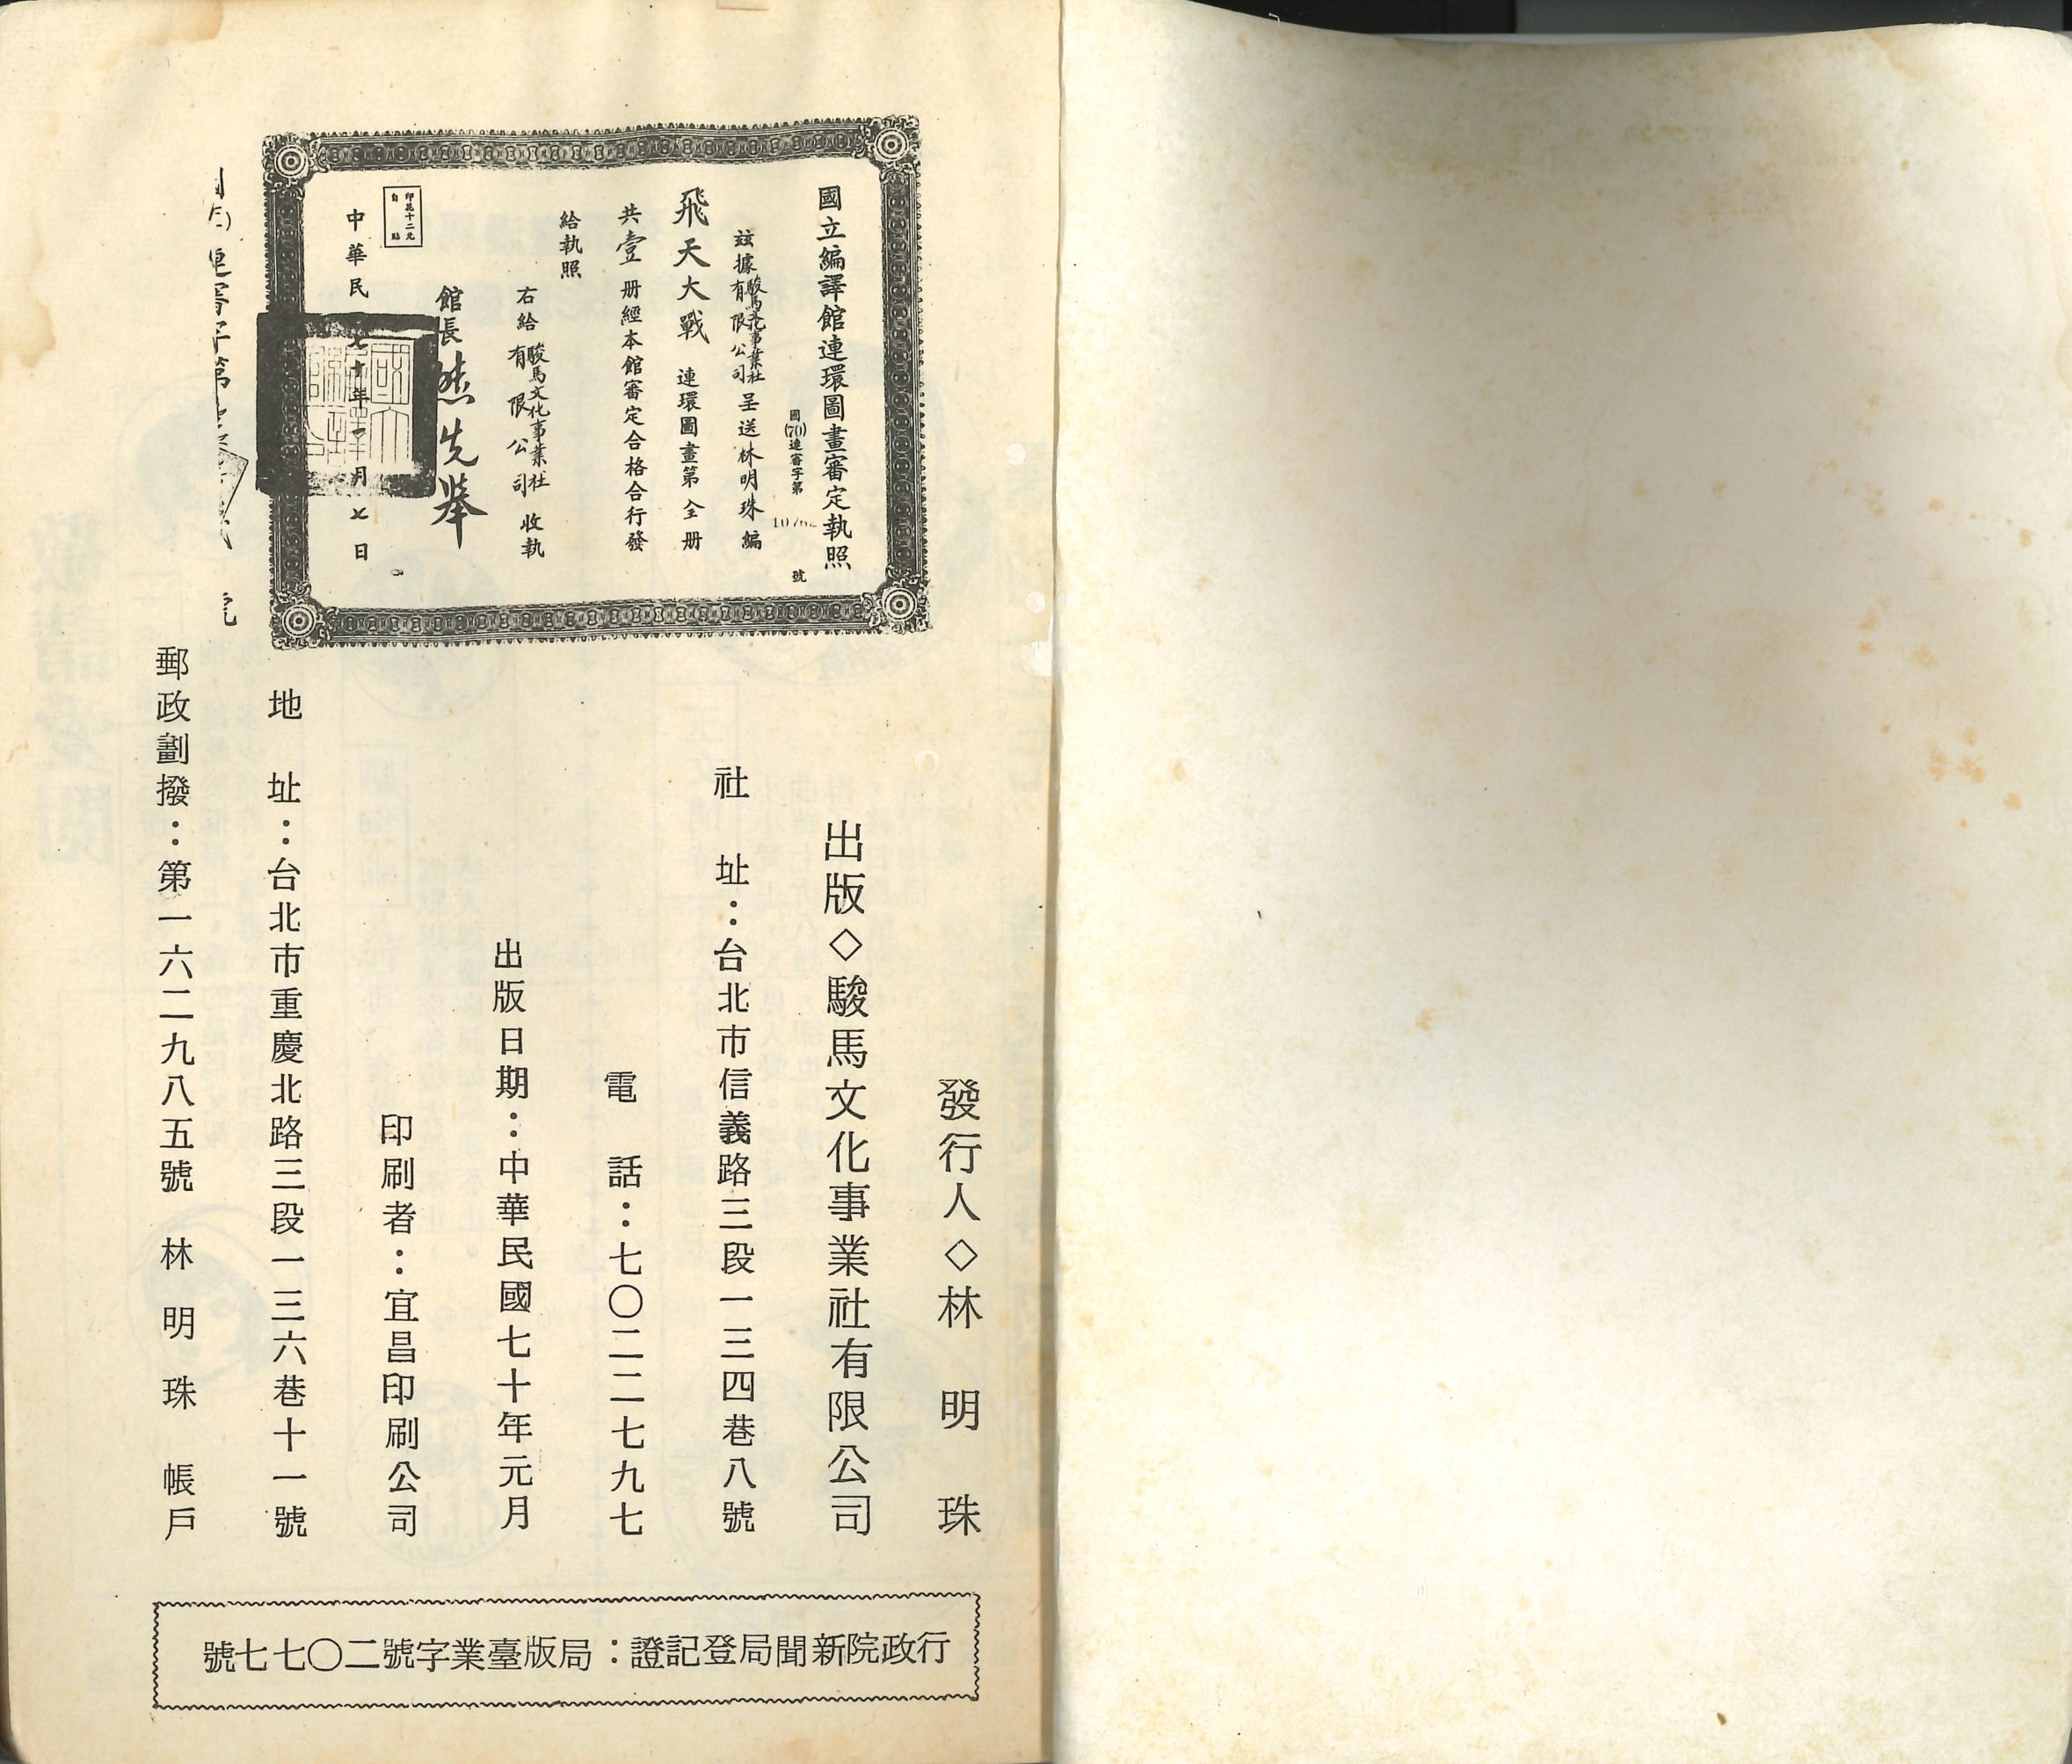 國立編譯館連環圖畫審定執照
國(70)連審字第 號
茲據駿馬文化事業社有限公司呈送林明珠編
飛天大戰 連環圖畫第全册
共壹册經本館審定合格合行發
給執照
右給駿馬文化事業社有限公司收執
館長熊先舉
印花十二元
自貼
中華民 七十年一月七日
發行人◇林明珠
出版◇駿馬文化事業社有限公司
社址：台北市信義路三段一三四巷八號
電話：七〇二二七九七
出版日期：中華民國七十年元月
印刷者：宜昌印刷公司
地址：台北市重慶北路三段一三六巷十一號
郵政劃撥：第一六二九八五號 林明珠 帳戶
行政院新聞局登記證：局版臺業字號二〇七七號